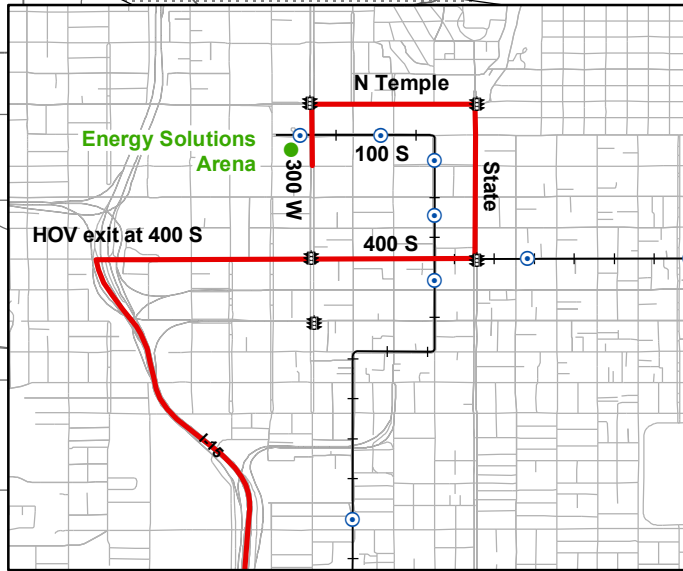 N Temple
Energy Solutions
Arena
100 S
300 W
State
HOV exit at 400 S
400 S
I-15